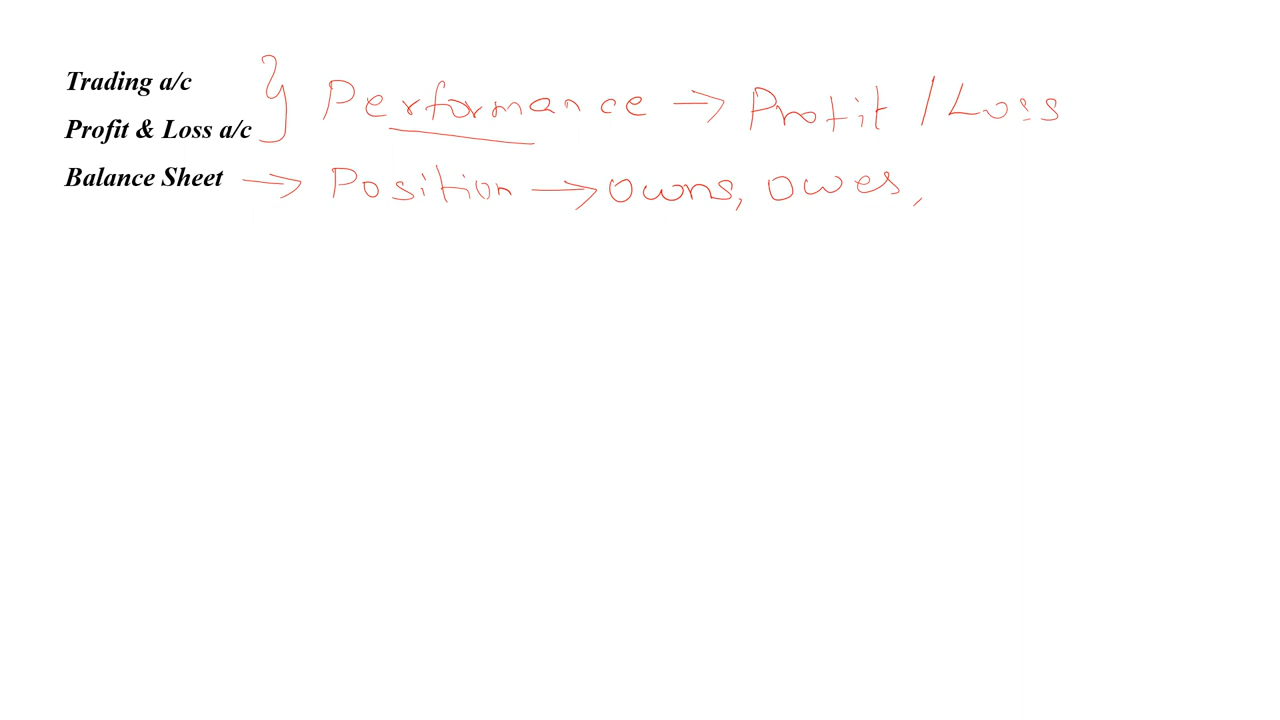 Trading a/c
Profit & Loss a/c } Performance → Profit / Loss
Balance Sheet → Position → Owns, Owes,